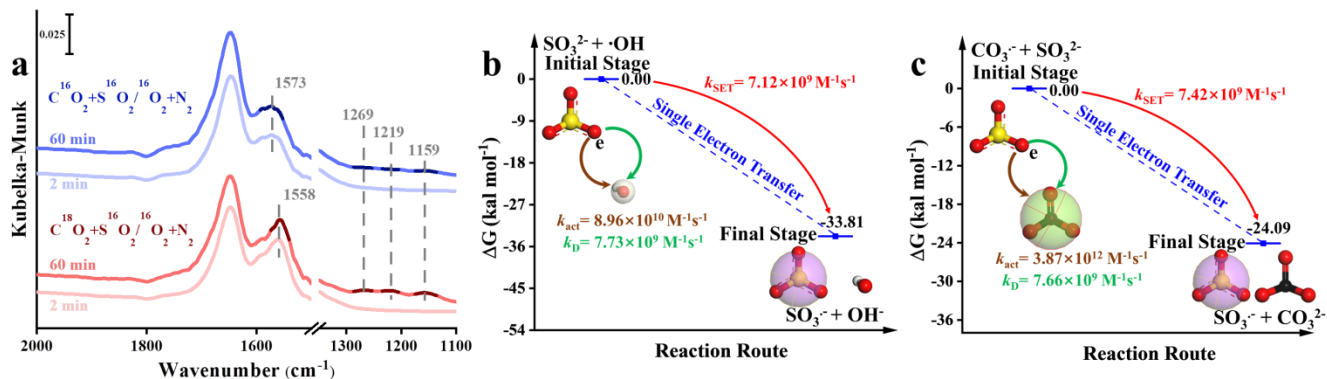 a
0.025
C¹⁶O₂+S¹⁶O₂/¹⁶O₂+N₂
60 min
2 min
C¹⁸O₂+S¹⁶O₂/¹⁶O₂+N₂
60 min
2 min
1573
1558
1269
1219
1159
Kubelka-Munk
2000
1800
1600
1300
1200
1100
Wavenumber (cm⁻¹)
b
SO₃²⁻ + ·OH
Initial Stage
0.00
k_SET = 7.12×10⁹ M⁻¹s⁻¹
Single Electron Transfer
e
k_act = 8.96×10¹⁰ M⁻¹s⁻¹
k_D = 7.73×10⁹ M⁻¹s⁻¹
-33.81
Final Stage
SO₃·⁻ + OH⁻
ΔG (kal mol⁻¹)
0
-9
-18
-27
-36
-45
-54
Reaction Route
c
CO₃·⁻ + SO₃²⁻
Initial Stage
0.00
k_SET = 7.42×10⁹ M⁻¹s⁻¹
Single Electron Transfer
e
k_act = 3.87×10¹² M⁻¹s⁻¹
k_D = 7.66×10⁹ M⁻¹s⁻¹
-24.09
Final Stage
SO₃·⁻ + CO₃²⁻
ΔG (kal mol⁻¹)
0
-6
-12
-18
-24
-30
-36
Reaction Route